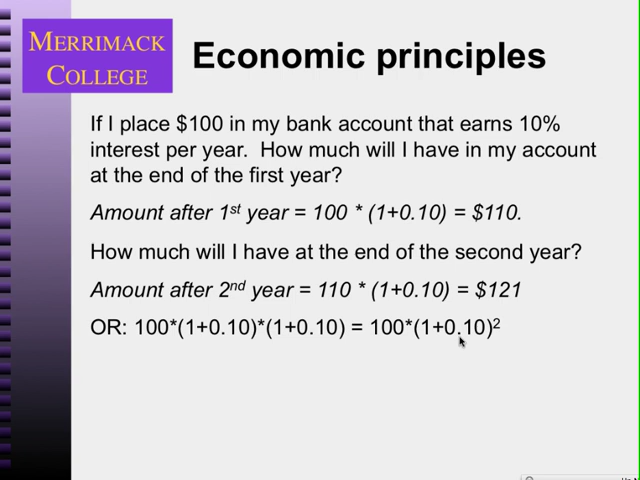 MERRIMACK
COLLEGE
Economic principles
If I place $100 in my bank account that earns 10%
interest per year.  How much will I have in my account
at the end of the first year?
Amount after 1st year = 100 * (1+0.10) = $110.
How much will I have at the end of the second year?
Amount after 2nd year = 110 * (1+0.10) = $121
OR: 100*(1+0.10)*(1+0.10) = 100*(1+0.10)²